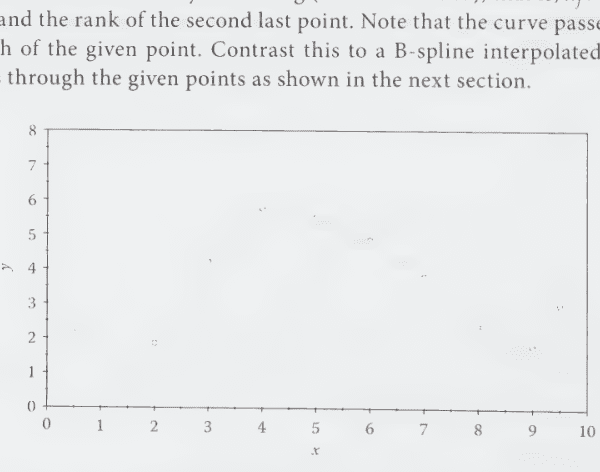 and the rank of the second last point. Note that the curve passe
h of the given point. Contrast this to a B-spline interpolated
through the given points as shown in the next section.
8
7
6
5
4
3
2
1
0
y
0 1 2 3 4 5 6 7 8 9 10
x